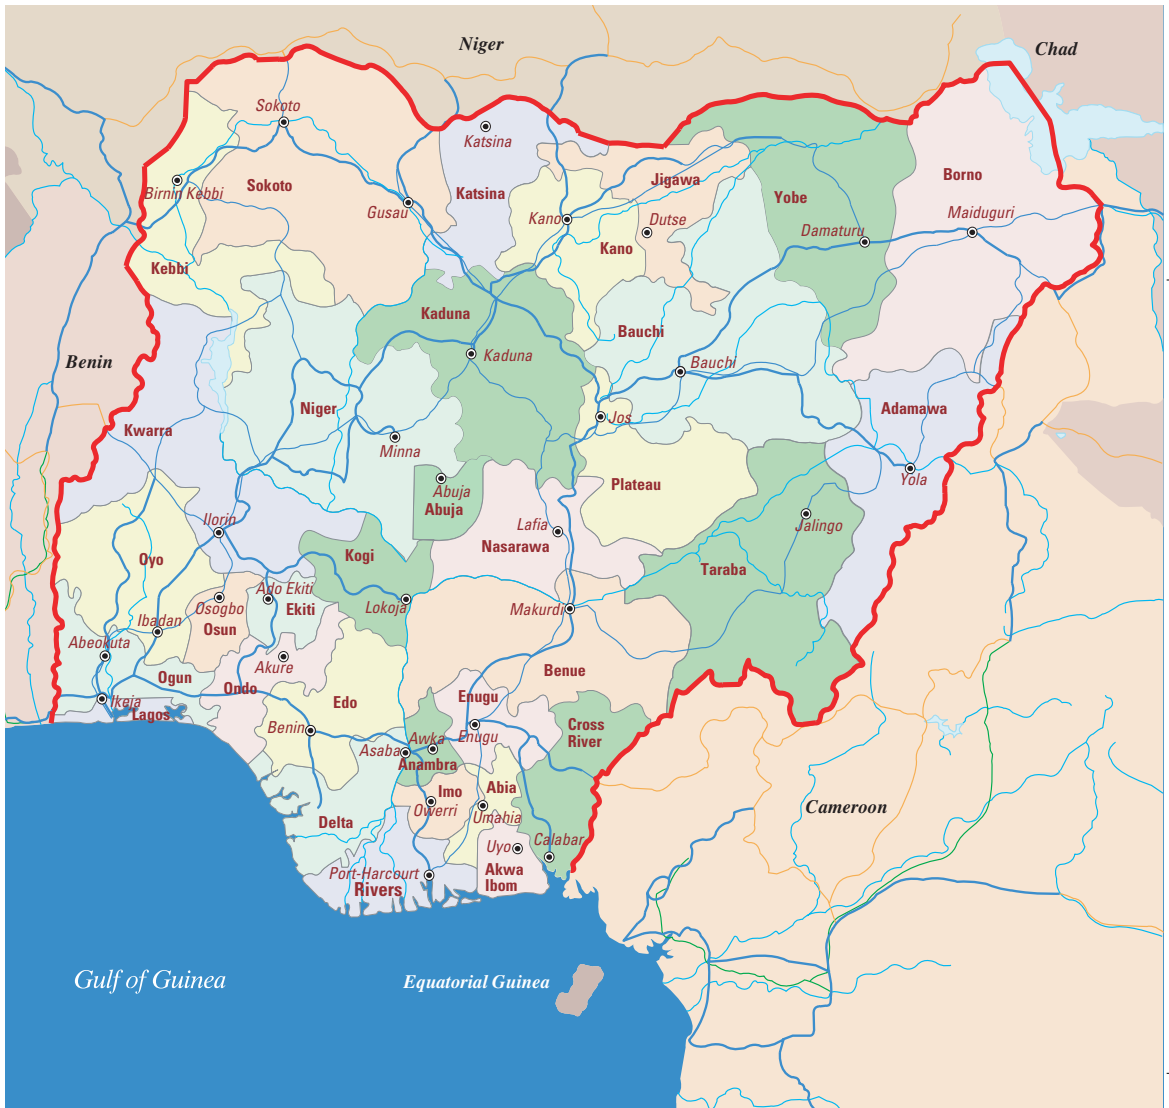 Niger
Chad
Sokoto
Katsina
Birnin Kebbi
Sokoto
Katsina
Jigawa
Borno
Yobe
Gusau
Kano
Dutse
Maiduguri
Damaturu
Kano
Kebbi
Kaduna
Bauchi
Benin
Kaduna
Bauchi
Niger
Adamawa
Jos
Kwarra
Minna
Yola
Plateau
Abuja
Abuja
Ilorin
Lafia
Jalingo
Nasarawa
Kogi
Oyo
Taraba
Ado Ekiti
Ekiti
Osogbo
Lokoja
Makurdi
Ibadan
Osun
Abeokuta
Akure
Ogun
Benue
Ondo
Enugu
Ikeja
Edo
Lagos
Cross
River
Benin
Awka
Enugu
Asaba
Anambra
Abia
Imo
Owerri
Cameroon
Umahia
Delta
Calabar
Uyo
Port-Harcourt
Akwa
Ibom
Rivers
Gulf of Guinea
Equatorial Guinea